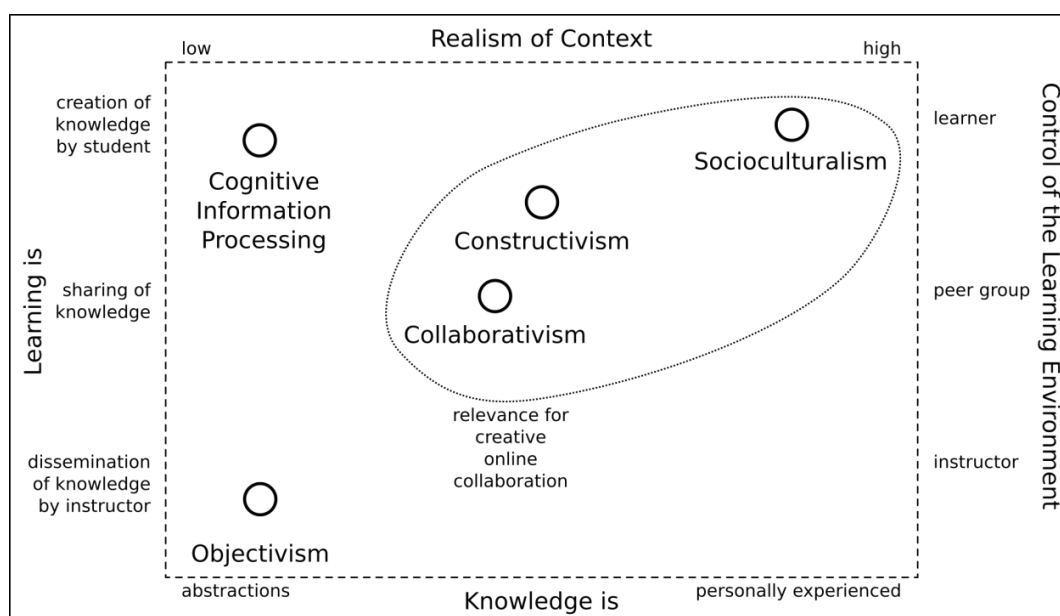 Realism of Context
low
high
creation of
knowledge
by student
learner
Socioculturalism
Cognitive
Information
Processing
Constructivism
sharing of
knowledge
peer group
Collaborativism
Learning is
Control of the Learning Environment
relevance for
creative
online
collaboration
dissemination
of knowledge
by instructor
instructor
Objectivism
abstractions
personally experienced
Knowledge is